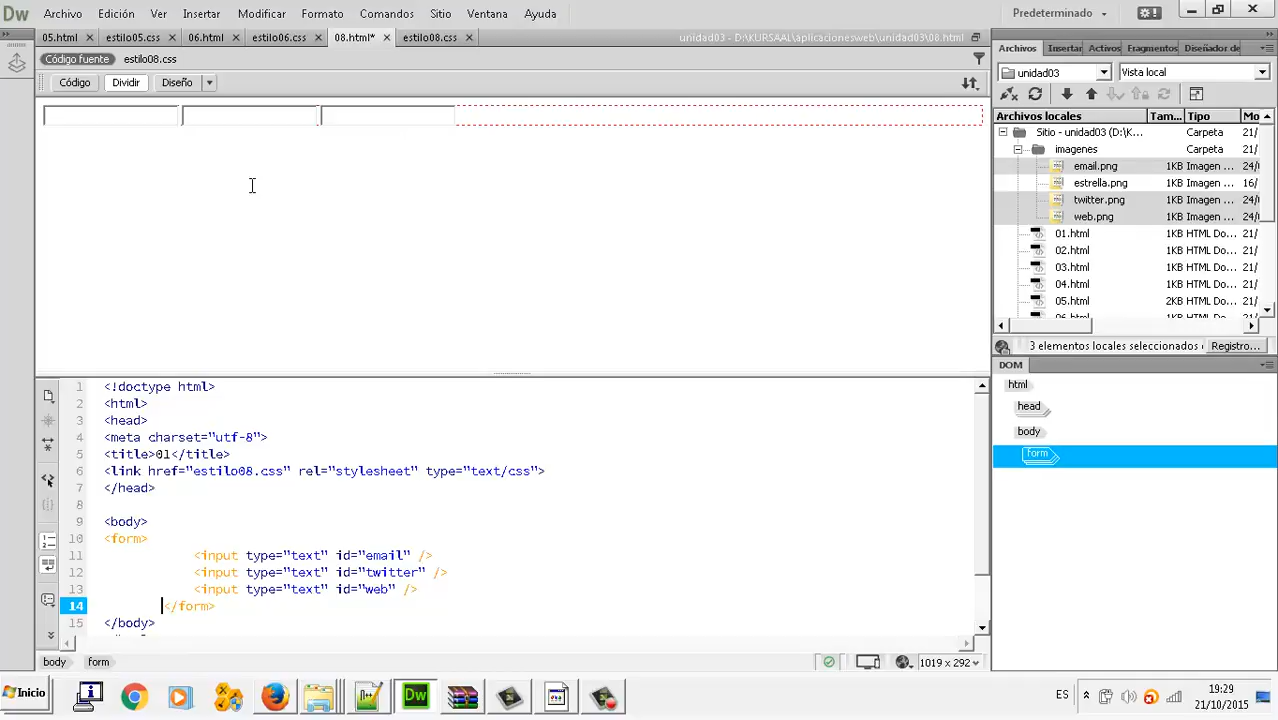 Dw Archivo Edición Ver Insertar Modificar Formato Comandos Sitio Ventana Ayuda Predeterminado
05.html estilo05.css 06.html estilo06.css 08.html* estilo08.css unidad03 - D:\KURSAAL\aplicacionesweb\unidad03\08.html
Código fuente estilo08.css
Código Dividir Diseño
Archivos Insertar Activos Fragmentos Diseñador de
unidad03 Vista local
Archivos locales Tam... Tipo Mo
Sitio - unidad03 (D:\K... Carpeta 21/
imagenes Carpeta 21/
email.png 1KB Imagen ... 24/
estrella.png 1KB Imagen ... 16/
twitter.png 1KB Imagen ... 24/
web.png 1KB Imagen ... 24/
01.html 1KB HTML Do... 21/
02.html 1KB HTML Do... 21/
03.html 1KB HTML Do... 21/
04.html 1KB HTML Do... 21/
05.html 2KB HTML Do... 21/
06.html 1KB HTML Do... 21/
3 elementos locales seleccionados Registro...
DOM
html
head
body
form
1 <!doctype html>
2 <html>
3 <head>
4 <meta charset="utf-8">
5 <title>01</title>
6 <link href="estilo08.css" rel="stylesheet" type="text/css">
7 </head>
8
9 <body>
10 <form>
11 <input type="text" id="email" />
12 <input type="text" id="twitter" />
13 <input type="text" id="web" />
14 </form>
15 </body>
body form 1019 x 292
Inicio Dw ES 19:29
21/10/2015